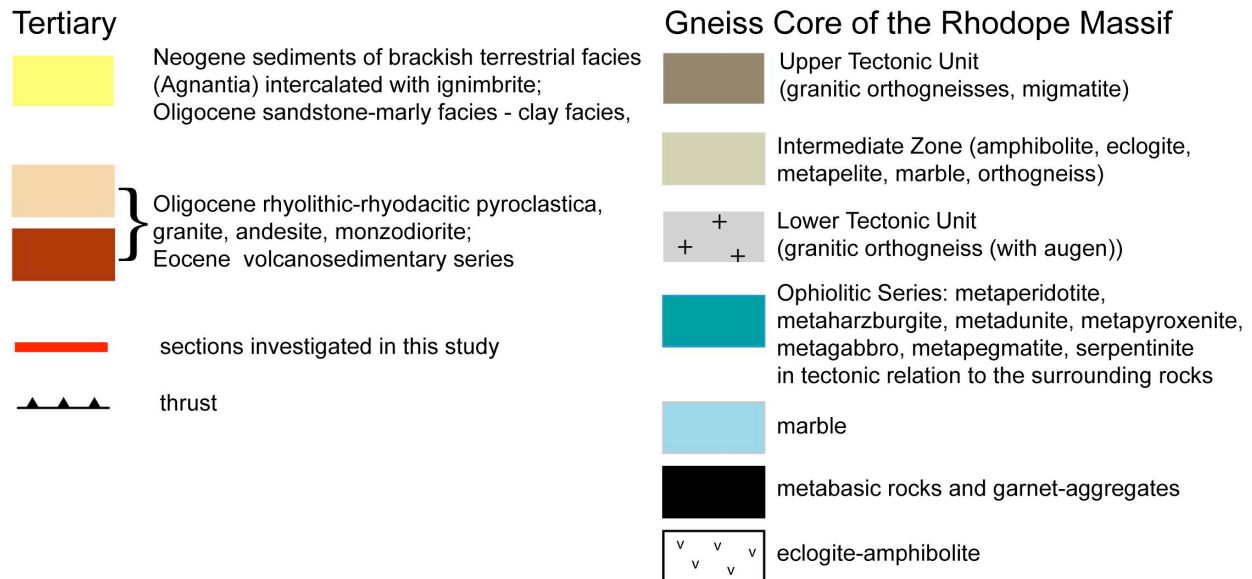 Tertiary
Neogene sediments of brackish terrestrial facies
(Agnantia) intercalated with ignimbrite;
Oligocene sandstone-marly facies - clay facies,
Oligocene rhyolithic-rhyodacitic pyroclastica,
granite, andesite, monzodiorite;
Eocene volcanosedimentary series
sections investigated in this study
thrust
Gneiss Core of the Rhodope Massif
Upper Tectonic Unit
(granitic orthogneisses, migmatite)
Intermediate Zone (amphibolite, eclogite,
metapelite, marble, orthogneiss)
Lower Tectonic Unit
(granitic orthogneiss (with augen))
Ophiolitic Series: metaperidotite,
metaharzburgite, metadunite, metapyroxenite,
metagabbro, metapegmatite, serpentinite
in tectonic relation to the surrounding rocks
marble
metabasic rocks and garnet-aggregates
eclogite-amphibolite